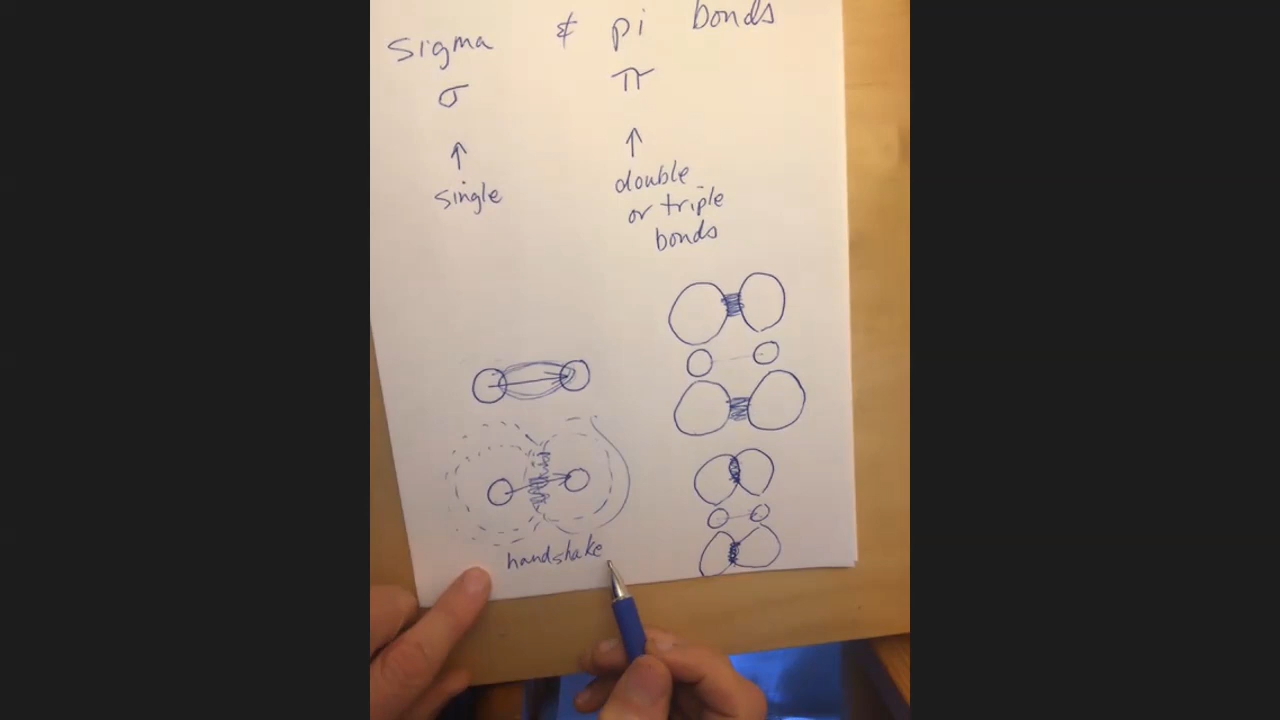 Sigma & pi bonds
σ π
↑ ↑
single double
or triple
bonds
handshake